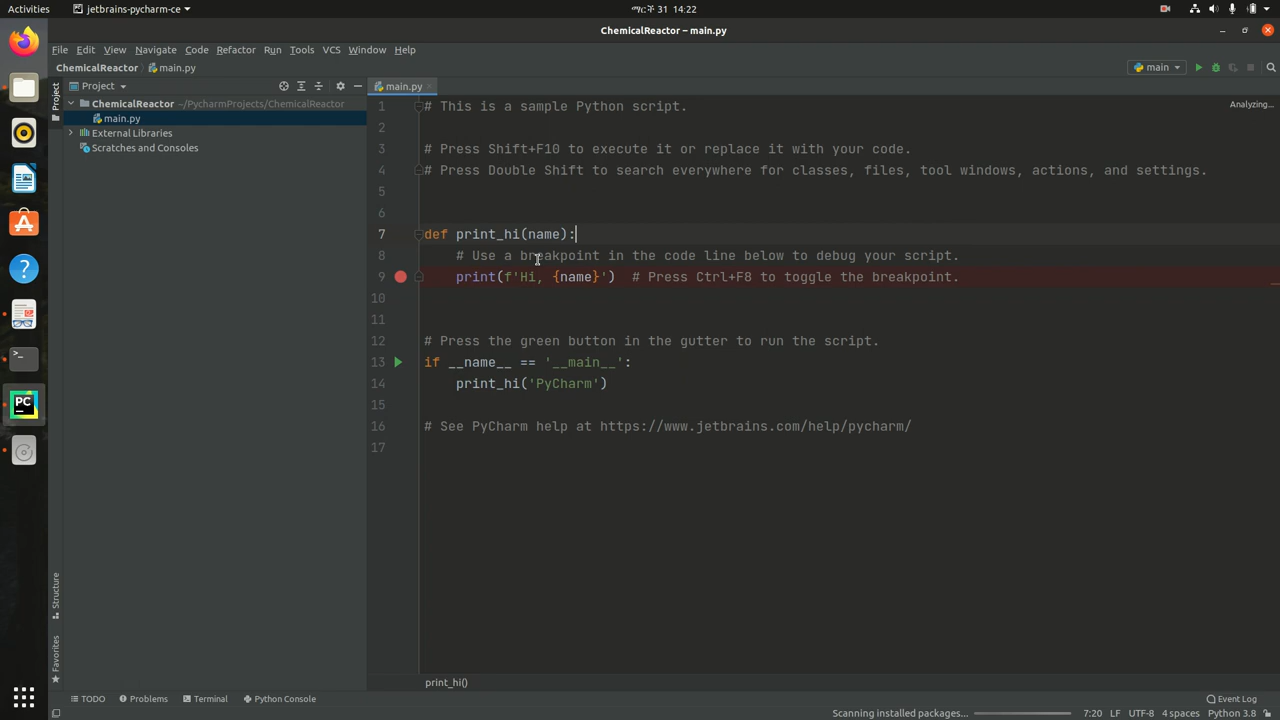 Activities
jetbrains-pycharm-ce
ማርች 31 14:22
ChemicalReactor – main.py
File Edit View Navigate Code Refactor Run Tools VCS Window Help
ChemicalReactor main.py
main
Project
main.py
ChemicalReactor ~/PycharmProjects/ChemicalReactor
main.py
External Libraries
Scratches and Consoles
Project
Structure
Favorites
Analyzing...
1 # This is a sample Python script.
2
3 # Press Shift+F10 to execute it or replace it with your code.
4 # Press Double Shift to search everywhere for classes, files, tool windows, actions, and settings.
5
6
7 def print_hi(name):
8 # Use a breakpoint in the code line below to debug your script.
9 print(f'Hi, {name}') # Press Ctrl+F8 to toggle the breakpoint.
10
11
12 # Press the green button in the gutter to run the script.
13 if __name__ == '__main__':
14 print_hi('PyCharm')
15
16 # See PyCharm help at https://www.jetbrains.com/help/pycharm/
17
PC
print_hi()
TODO Problems Terminal Python Console Event Log
Scanning installed packages... 7:20 LF UTF-8 4 spaces Python 3.8